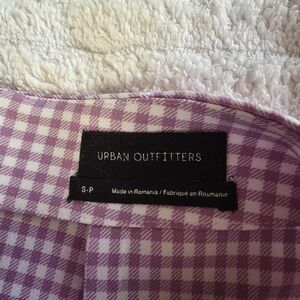 URBAN OUTFITTERS
S-P Made in Romania / Fabriqué en Roumanie